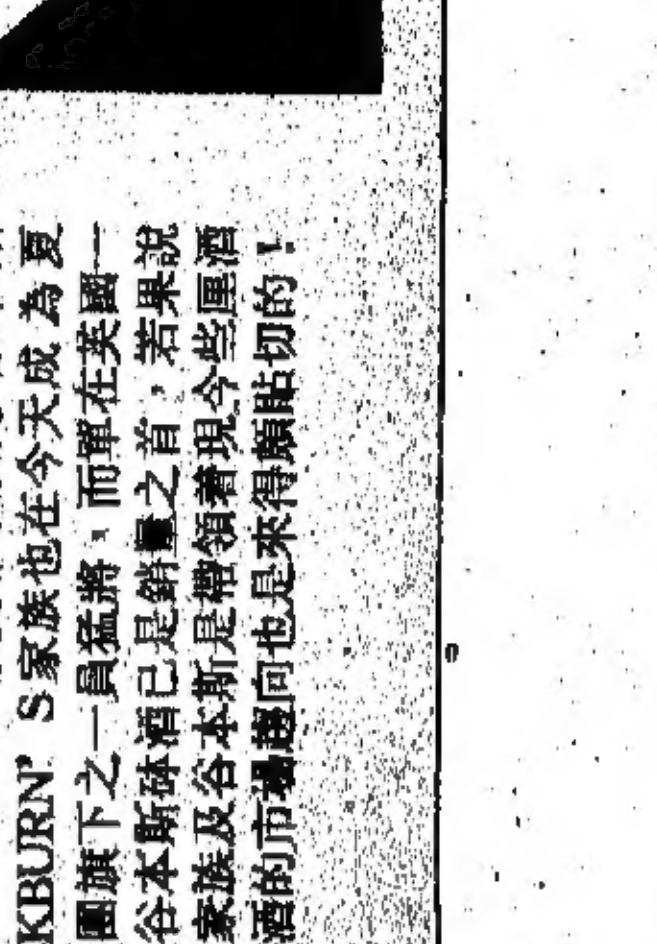 KBURN'S家族也在今天成為夏
團旗下之一員猛將，而單在英國一
谷本斯砵酒已是銷量之首，若果說
家族及谷本斯是帶領着現今些厘酒
酒的市場趨向也是來得頗貼切的！